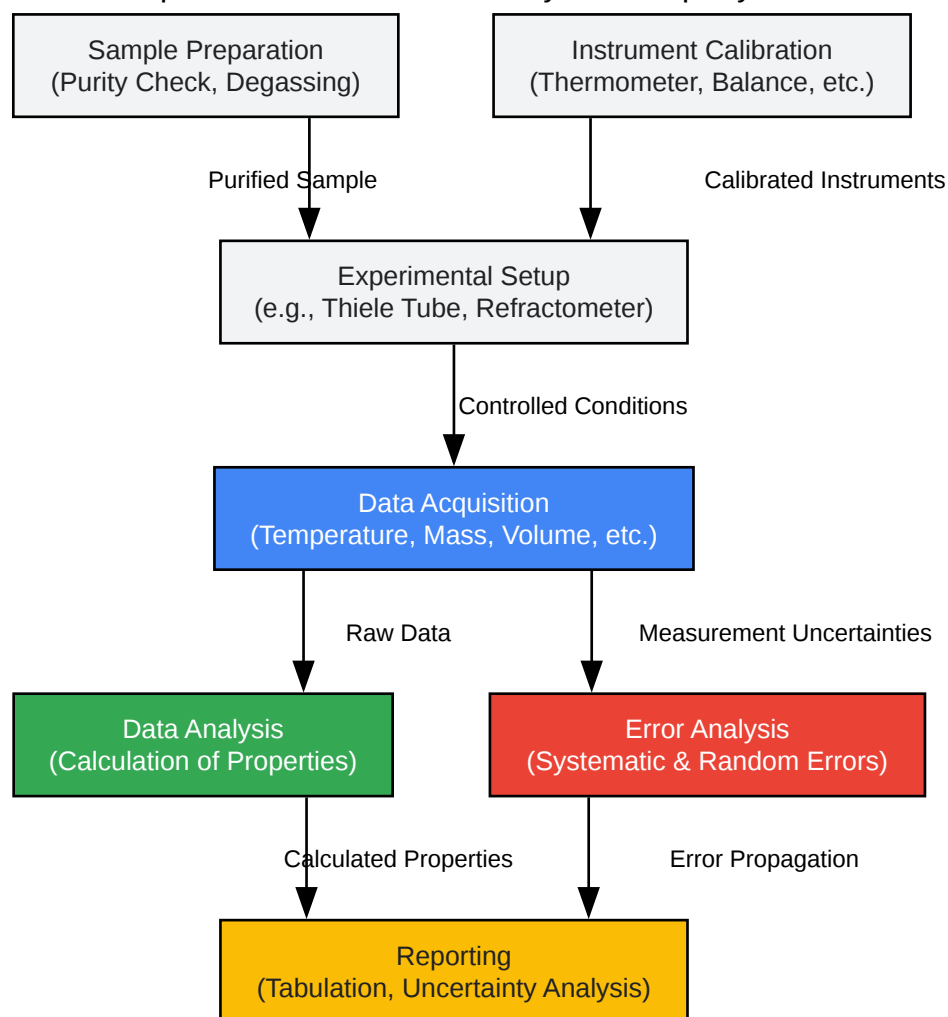 Sample Preparation
(Purity Check, Degassing)
Instrument Calibration
(Thermometer, Balance, etc.)
Purified Sample
Calibrated Instruments
Experimental Setup
(e.g., Thiele Tube, Refractometer)
Controlled Conditions
Data Acquisition
(Temperature, Mass, Volume, etc.)
Raw Data
Measurement Uncertainties
Data Analysis
(Calculation of Properties)
Error Analysis
(Systematic & Random Errors)
Calculated Properties
Error Propagation
Reporting
(Tabulation, Uncertainty Analysis)